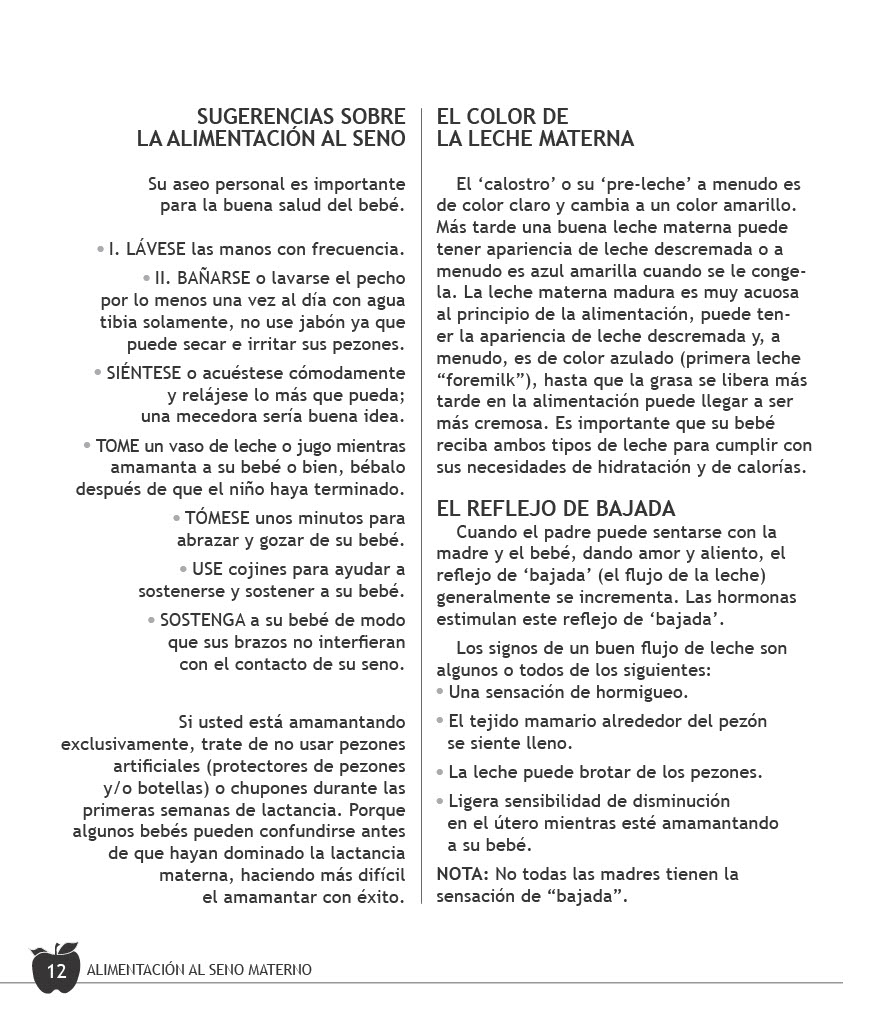 SUGERENCIAS SOBRE
LA ALIMENTACIÓN AL SENO
Su aseo personal es importante
para la buena salud del bebé.
• I. LÁVESE las manos con frecuencia.
• II. BAÑARSE o lavarse el pecho
por lo menos una vez al día con agua
tibia solamente, no use jabón ya que
puede secar e irritar sus pezones.
• SIÉNTESE o acuéstese cómodamente
y relájese lo más que pueda;
una mecedora sería buena idea.
• TOME un vaso de leche o jugo mientras
amamanta a su bebé o bien, bébalo
después de que el niño haya terminado.
• TÓMESE unos minutos para
abrazar y gozar de su bebé.
• USE cojines para ayudar a
sostenerse y sostener a su bebé.
• SOSTENGA a su bebé de modo
que sus brazos no interfieran
con el contacto de su seno.
Si usted está amamantando
exclusivamente, trate de no usar pezones
artificiales (protectores de pezones
y/o botellas) o chupones durante las
primeras semanas de lactancia. Porque
algunos bebés pueden confundirse antes
de que hayan dominado la lactancia
materna, haciendo más difícil
el amamantar con éxito.
EL COLOR DE
LA LECHE MATERNA
El ‘calostro’ o su ‘pre-leche’ a menudo es
de color claro y cambia a un color amarillo.
Más tarde una buena leche materna puede
tener apariencia de leche descremada o a
menudo es azul amarilla cuando se le conge-
la. La leche materna madura es muy acuosa
al principio de la alimentación, puede ten-
er la apariencia de leche descremada y, a
menudo, es de color azulado (primera leche
“foremilk”), hasta que la grasa se libera más
tarde en la alimentación puede llegar a ser
más cremosa. Es importante que su bebé
reciba ambos tipos de leche para cumplir con
sus necesidades de hidratación y de calorías.
EL REFLEJO DE BAJADA
Cuando el padre puede sentarse con la
madre y el bebé, dando amor y aliento, el
reflejo de ‘bajada’ (el flujo de la leche)
generalmente se incrementa. Las hormonas
estimulan este reflejo de ‘bajada’.
Los signos de un buen flujo de leche son
algunos o todos de los siguientes:
• Una sensación de hormigueo.
• El tejido mamario alrededor del pezón
se siente lleno.
• La leche puede brotar de los pezones.
• Ligera sensibilidad de disminución
en el útero mientras esté amamantando
a su bebé.
NOTA: No todas las madres tienen la
sensación de “bajada”.
12 ALIMENTACIÓN AL SENO MATERNO